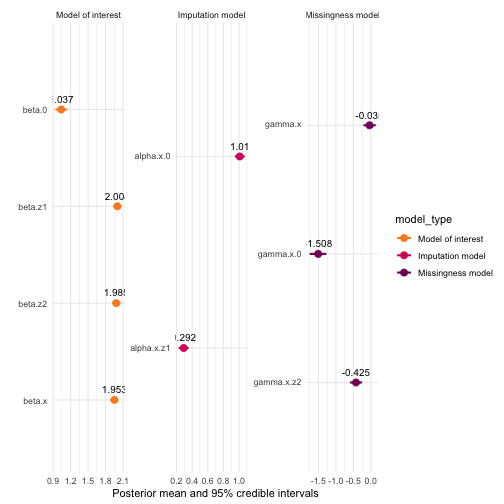 Model of interest
Imputation model
Missingness model
beta.0
beta.z1
beta.z2
beta.x
.037
2.00
1.98
1.953
0.9 1.2 1.5 1.8 2.1
alpha.x.0
alpha.x.z1
1.01
.292
0.2 0.4 0.6 0.8 1.0
gamma.x
gamma.x.0
gamma.x.z2
-0.03
1.508
-0.425
-1.5 -1.0 -0.5 0.0
Posterior mean and 95% credible intervals
model_type
Model of interest
Imputation model
Missingness model